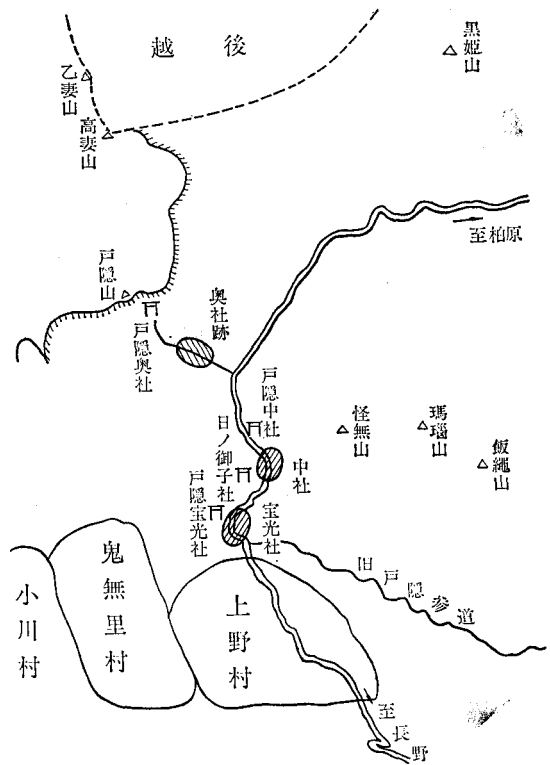 越後
黒姫山
乙妻山
高妻山
至柏原
戸隠山
戸隠奥社
奥社跡
戸隠中社
日ノ御子社
中社
怪無山
瑪瑙山
飯縄山
戸隠宝光社
宝光社
旧戸隠参道
上野村
鬼無里村
小川村
至長野